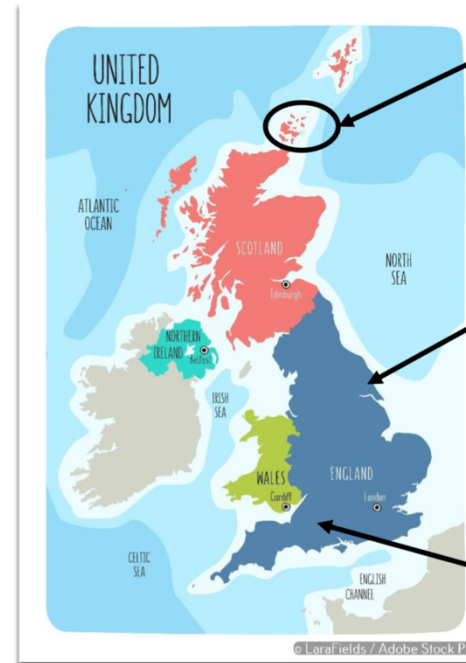 UNITED
KINGDOM
ATLANTIC
OCEAN
SCOTLAND
NORTH
SEA
Edinburgh
NORTHERN
IRELAND
Belfast
IRISH
SEA
WALES
ENGLAND
Cardiff
London
CELTIC
SEA
ENGLISH
CHANNEL
© LaraFields / Adobe Stock P